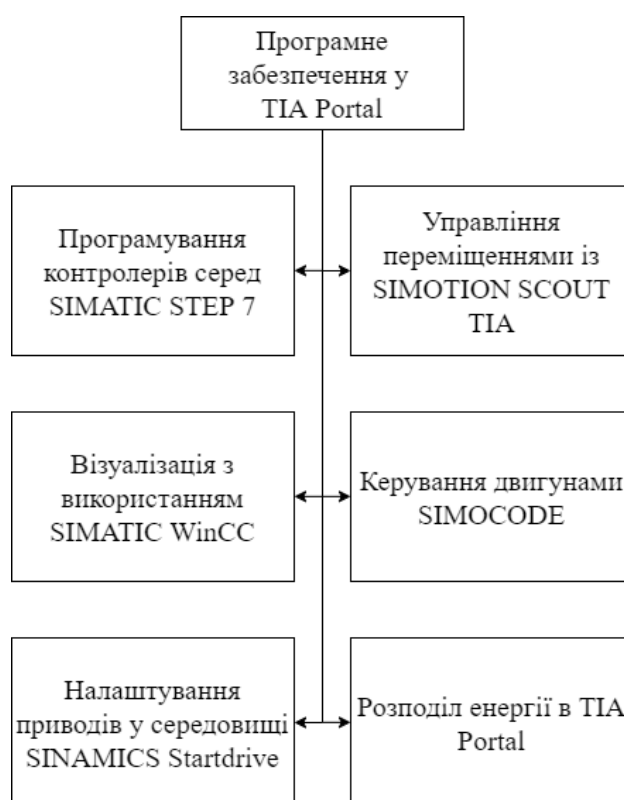 Програмне
забезпечення у
TIA Portal
Програмування
контролерів серед
SIMATIC STEP 7
Управління
переміщеннями із
SIMOTION SCOUT
TIA
Візуалізація з
використанням
SIMATIC WinCC
Керування двигунами
SIMOCODE
Налаштування
приводів у середовищі
SINAMICS Startdrive
Розподіл енергії в TIA
Portal